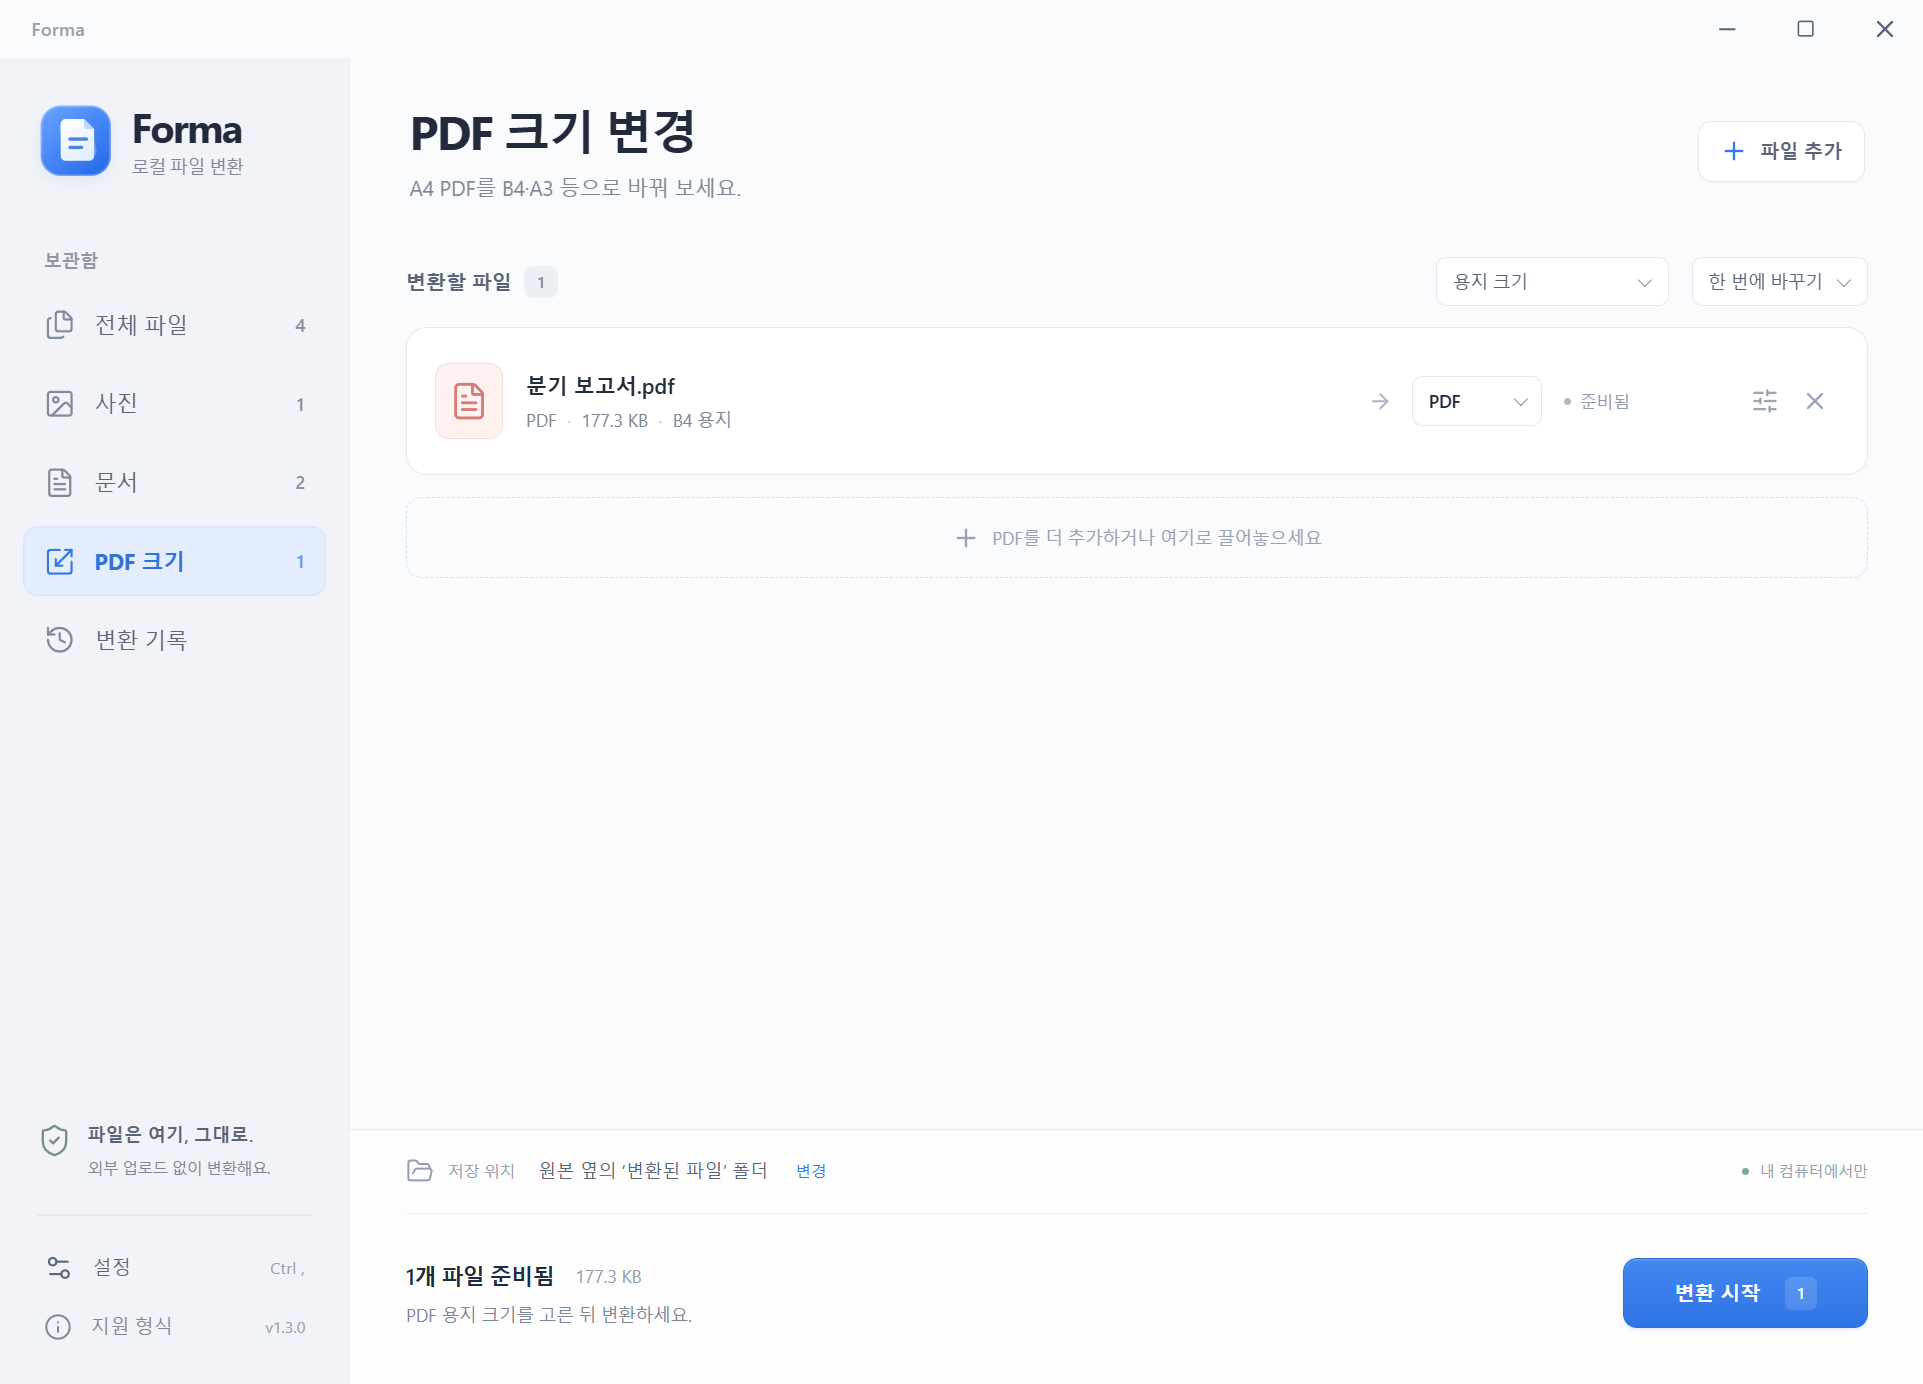 Forma
Forma
로컬 파일 변환
보관함
전체 파일 4
사진 1
문서 2
PDF 크기 1
변환 기록
파일은 여기, 그대로.
외부 업로드 없이 변환해요.
설정 Ctrl ,
지원 형식 v1.3.0
PDF 크기 변경
A4 PDF를 B4·A3 등으로 바꿔 보세요.
파일 추가
변환할 파일 1
용지 크기
한 번에 바꾸기
분기 보고서.pdf
PDF · 177.3 KB · B4 용지
PDF
준비됨
PDF를 더 추가하거나 여기로 끌어놓으세요
저장 위치 원본 옆의 ‘변환된 파일’ 폴더 변경
내 컴퓨터에서만
1개 파일 준비됨 177.3 KB
PDF 용지 크기를 고른 뒤 변환하세요.
변환 시작 1